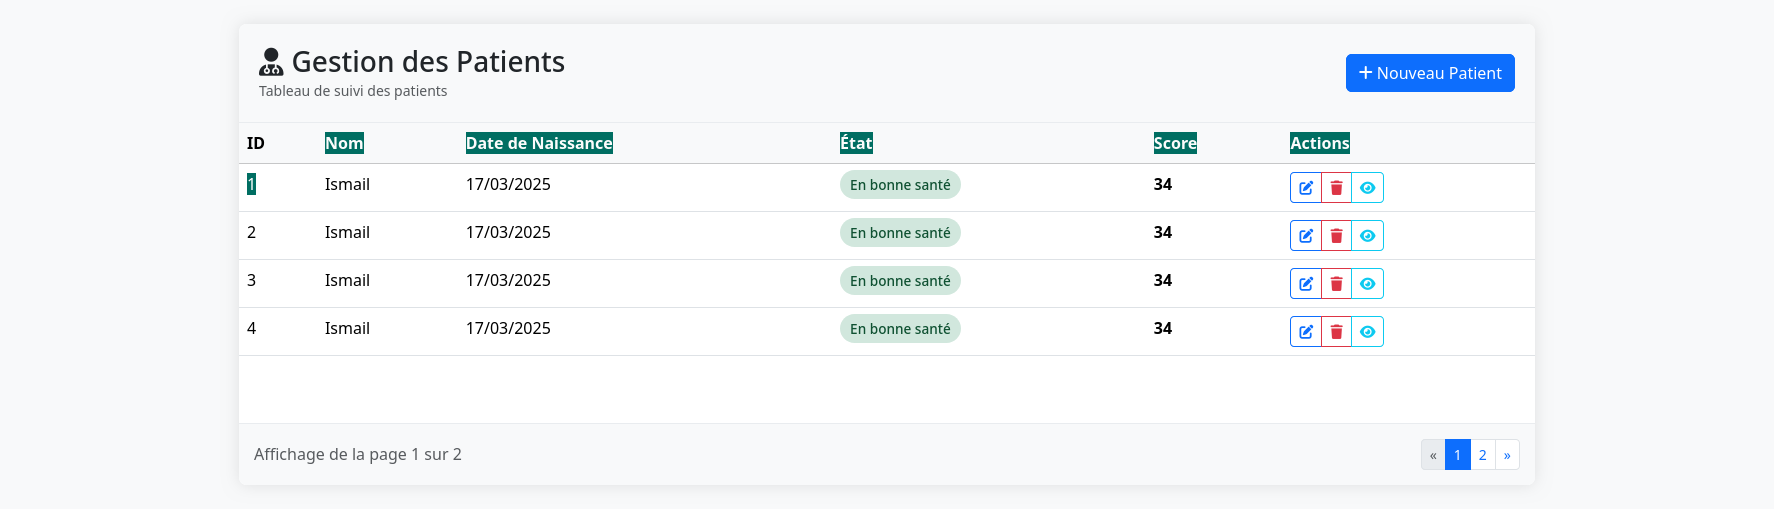 Gestion des Patients
Tableau de suivi des patients
Nouveau Patient
ID Nom Date de Naissance État Score Actions
1 Ismail 17/03/2025 En bonne santé 34
2 Ismail 17/03/2025 En bonne santé 34
3 Ismail 17/03/2025 En bonne santé 34
4 Ismail 17/03/2025 En bonne santé 34
Affichage de la page 1 sur 2
« 1 2 »